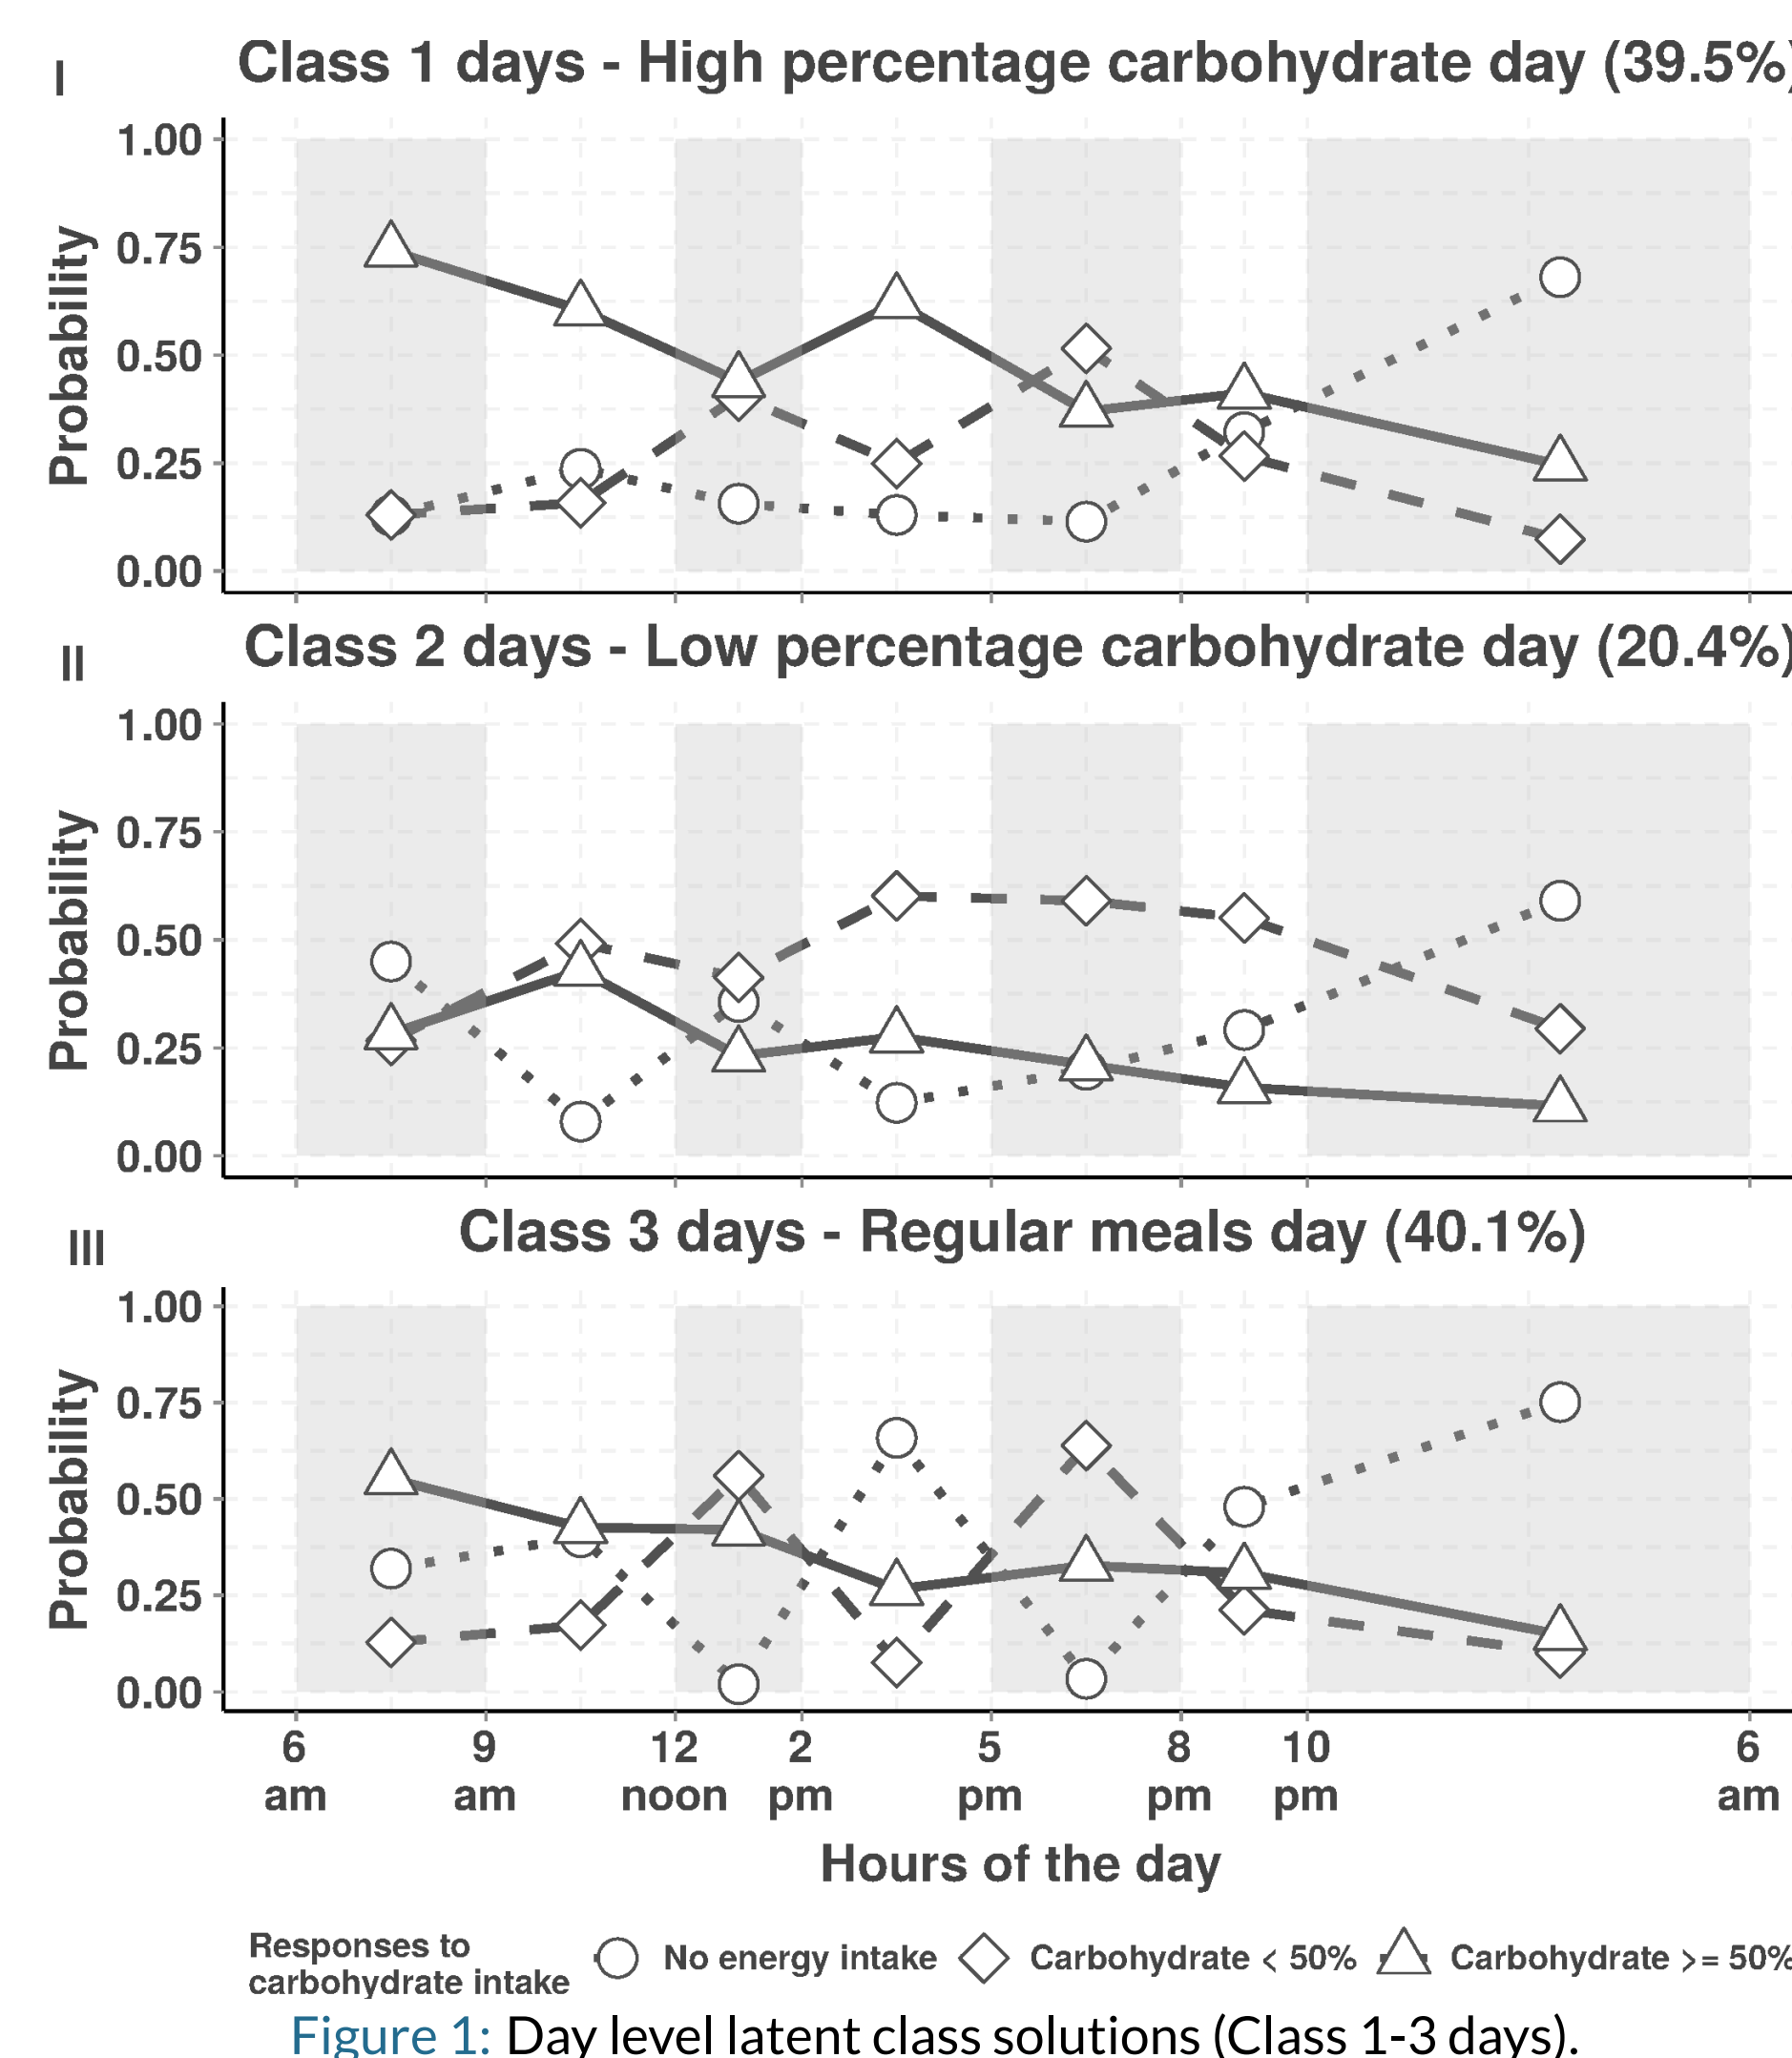 I
Class 1 days - High percentage carbohydrate day (39.5%)
1.00
0.75
0.50
0.25
0.00
Probability
II
Class 2 days - Low percentage carbohydrate day (20.4%)
1.00
0.75
0.50
0.25
0.00
Probability
III
Class 3 days - Regular meals day (40.1%)
1.00
0.75
0.50
0.25
0.00
Probability
6 9 12 2 5 8 10 6
am am noon pm pm pm pm am
Hours of the day
Responses to
carbohydrate intake
No energy intake Carbohydrate < 50% Carbohydrate >= 50%
Figure 1: Day level latent class solutions (Class 1-3 days).